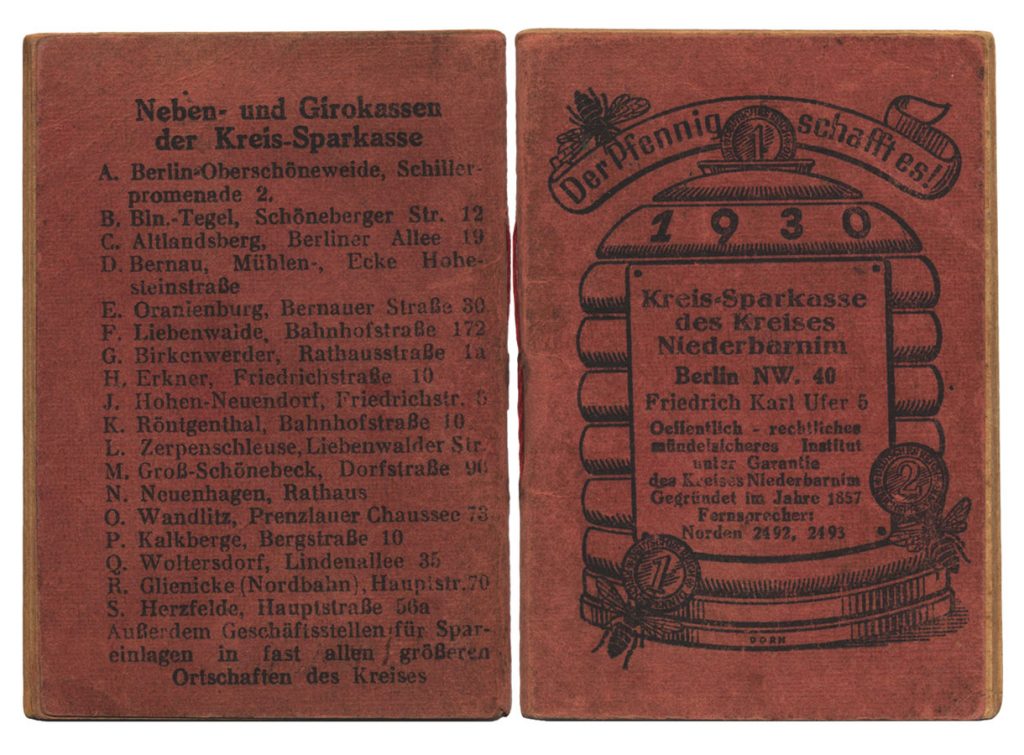 Neben- und Girokassen
der Kreis-Sparkasse
A. Berlin-Oberschöneweide, Schiller-
promenade 2.
B. Bln.-Tegel, Schöneberger Str. 12
C. Altlandsberg, Berliner Allee 19
D. Bernau, Mühlen-, Ecke Hohe-
steinstraße
E. Oranienburg, Bernauer Straße 30
F. Liebenwalde, Bahnhofstraße 172
G. Birkenwerder, Rathausstraße 1a
H. Erkner, Friedrichstraße 10
J. Hohen-Neuendorf, Friedrichstr.
K. Röntgenthal, Bahnhofstraße 10
L. Zerpenschleuse, Liebenwalder Str.
M. Groß-Schönebeck, Dorfstraße
N. Neuenhagen, Rathaus
O. Wandlitz, Prenzlauer Chaussee 73
P. Kalkberge, Bergstraße 10
Q. Woltersdorf, Lindenallee 35
R. Glienicke (Nordbahn), Hauptstr. 70
S. Herzfelde, Hauptstraße 56a
Außerdem Geschäftsstellen für Spar-
einlagen in fast allen größeren
Ortschaften des Kreises
Der Pfennig 1 schafft es!
1930
Kreis-Sparkasse
des Kreises
Niederbarnim
Berlin NW. 40
Friedrich Karl Ufer 5
Oeffentlich - rechtliches
mündelsicheres Institut
unter Garantie
des Kreises Niederbarnim
Gegründet im Jahre 1857
Fernsprecher:
Norden 2492, 2493
2
1
DORN